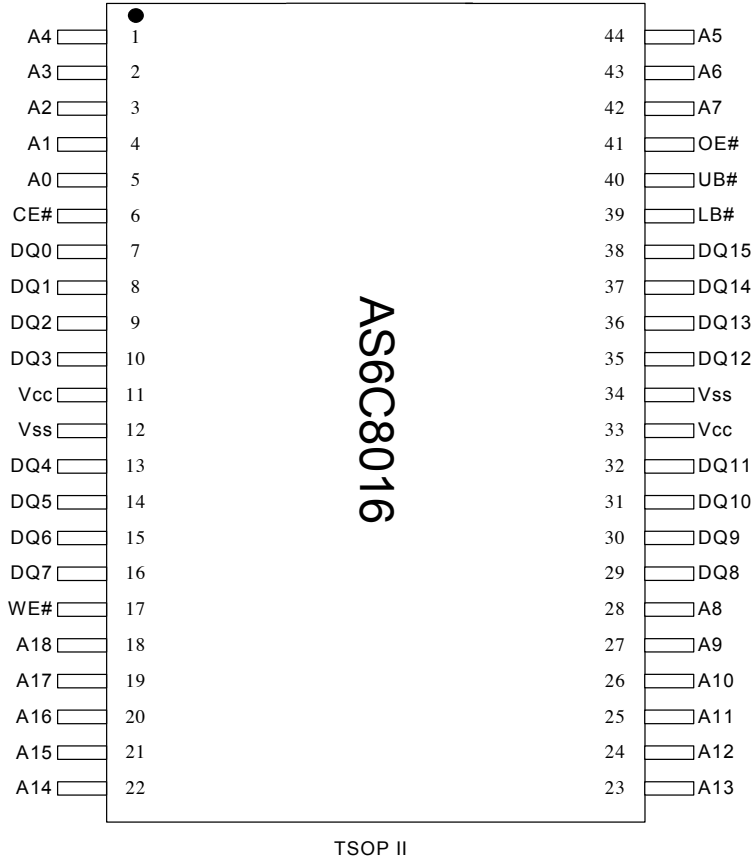 A4 1 44 A5
A3 2 43 A6
A2 3 42 A7
A1 4 41 OE#
A0 5 40 UB#
CE# 6 39 LB#
DQ0 7 38 DQ15
DQ1 8 37 DQ14
DQ2 9 36 DQ13
DQ3 10 35 DQ12
Vcc 11 34 Vss
Vss 12 33 Vcc
DQ4 13 32 DQ11
DQ5 14 31 DQ10
DQ6 15 30 DQ9
DQ7 16 29 DQ8
WE# 17 28 A8
A18 18 27 A9
A17 19 26 A10
A16 20 25 A11
A15 21 24 A12
A14 22 23 A13
AS6C8016
TSOP II